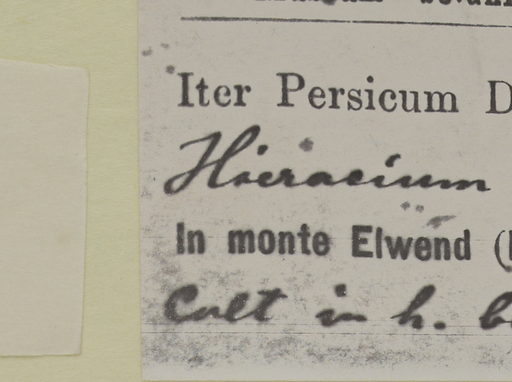 Iter Persicum D
Hieracium
In monte Elwend (
Cult in h. b